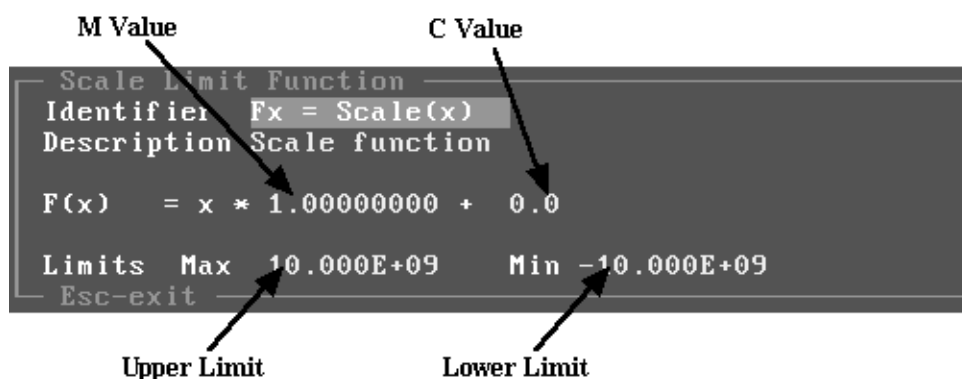 M Value C Value
Scale Limit Function
Identifier Fx = Scale(x)
Description Scale function
F(x) = x * 1.00000000 + 0.0
Limits Max 10.000E+09 Min -10.000E+09
Esc-exit
Upper Limit Lower Limit